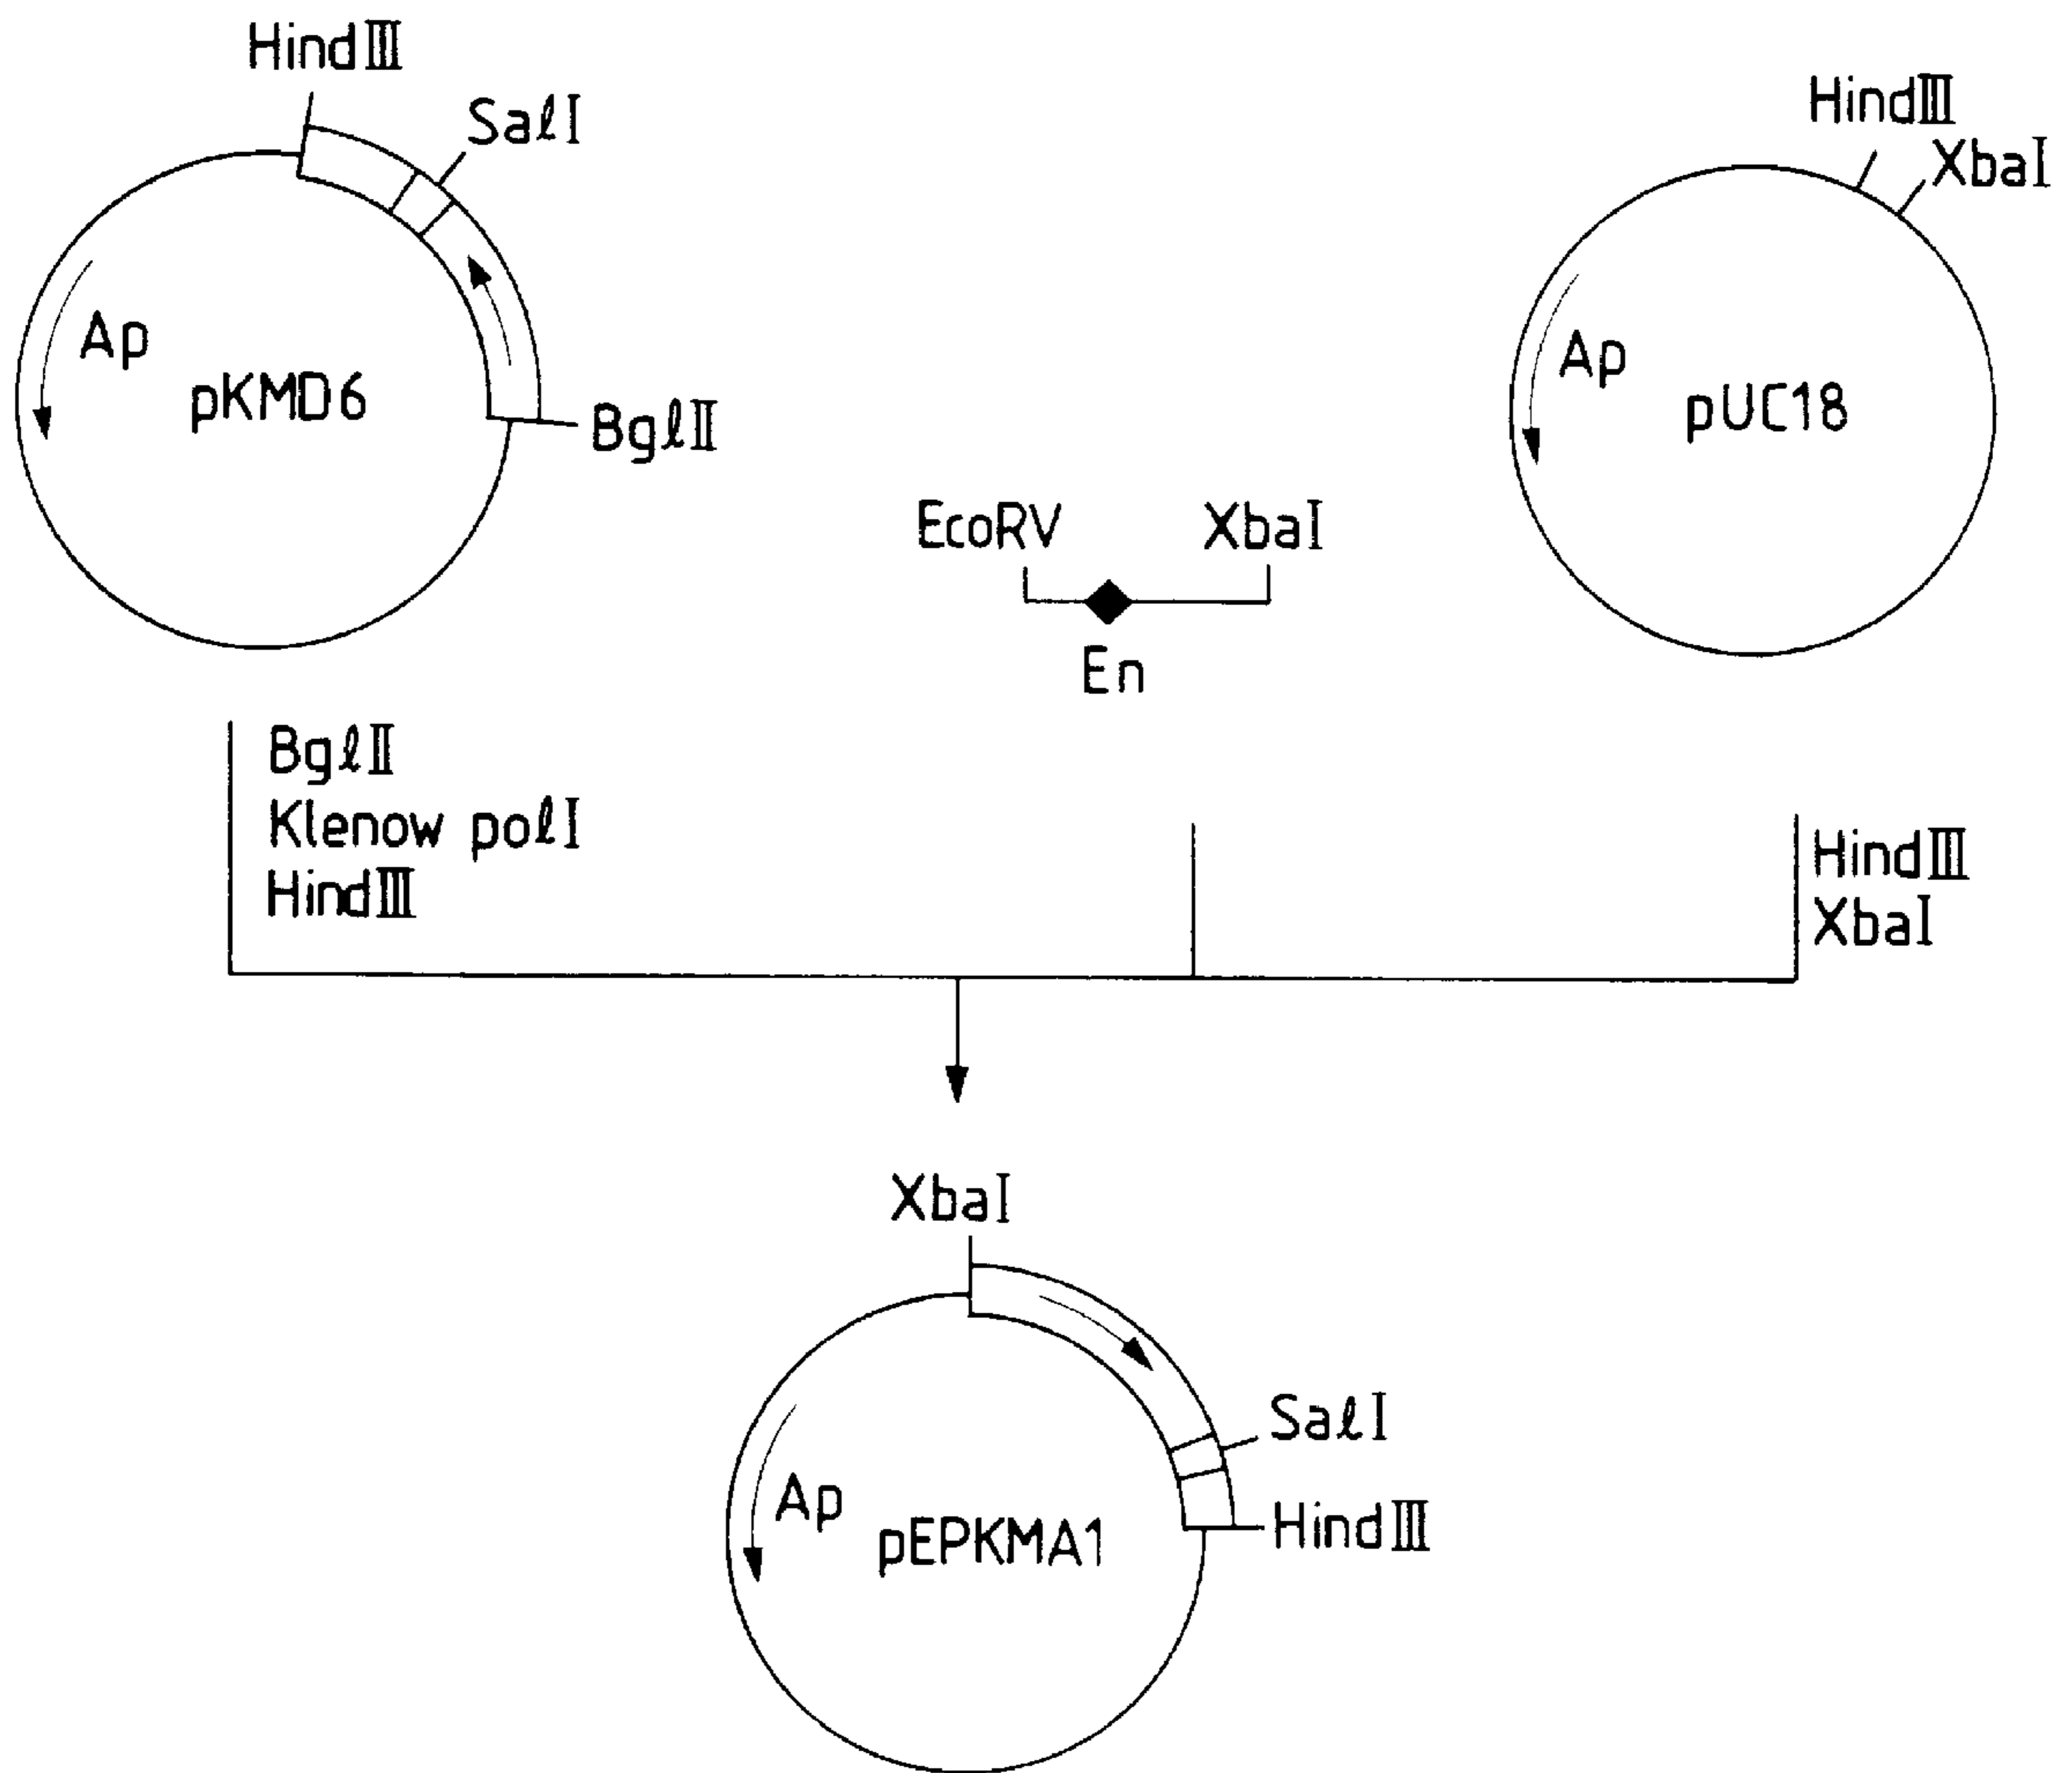 HindIII
SalI
Ap
pKMD6
BglII
HindIII
XbaI
Ap
pUC18
EcoRV
XbaI
En
BglII
Klenow polI
HindIII
HindIII
XbaI
XbaI
SalI
HindIII
Ap
pEPKMA1